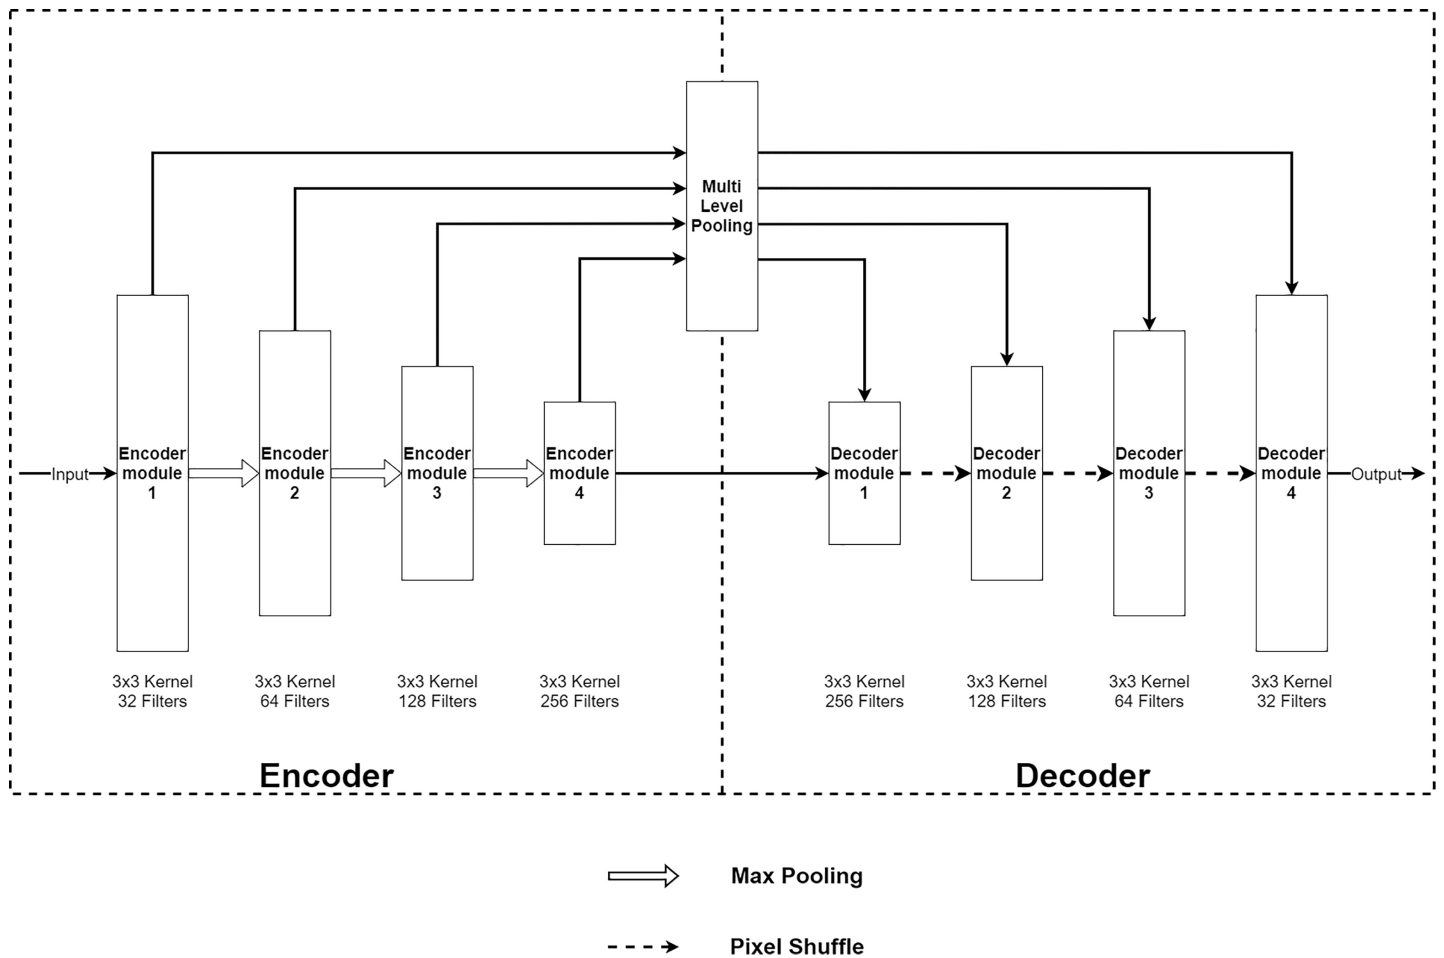 Multi
Level
Pooling
Input
Encoder
module
1
Encoder
module
2
Encoder
module
3
Encoder
module
4
Decoder
module
1
Decoder
module
2
Decoder
module
3
Decoder
module
4
Output
3x3 Kernel
32 Filters
3x3 Kernel
64 Filters
3x3 Kernel
128 Filters
3x3 Kernel
256 Filters
3x3 Kernel
256 Filters
3x3 Kernel
128 Filters
3x3 Kernel
64 Filters
3x3 Kernel
32 Filters
Encoder
Decoder
Max Pooling
Pixel Shuffle